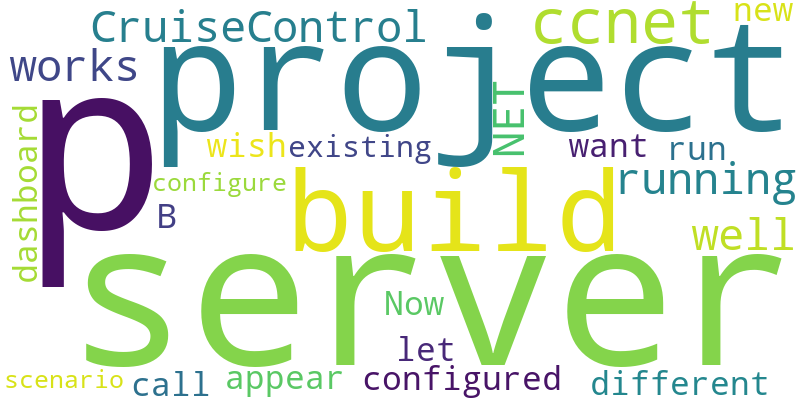 CruiseControl
ccnet
new
works
p
project
NET
wish
existing
want
run
dashboard
configure
build
running
B
well
server
Now
let
scenario
call
appear
configured
different